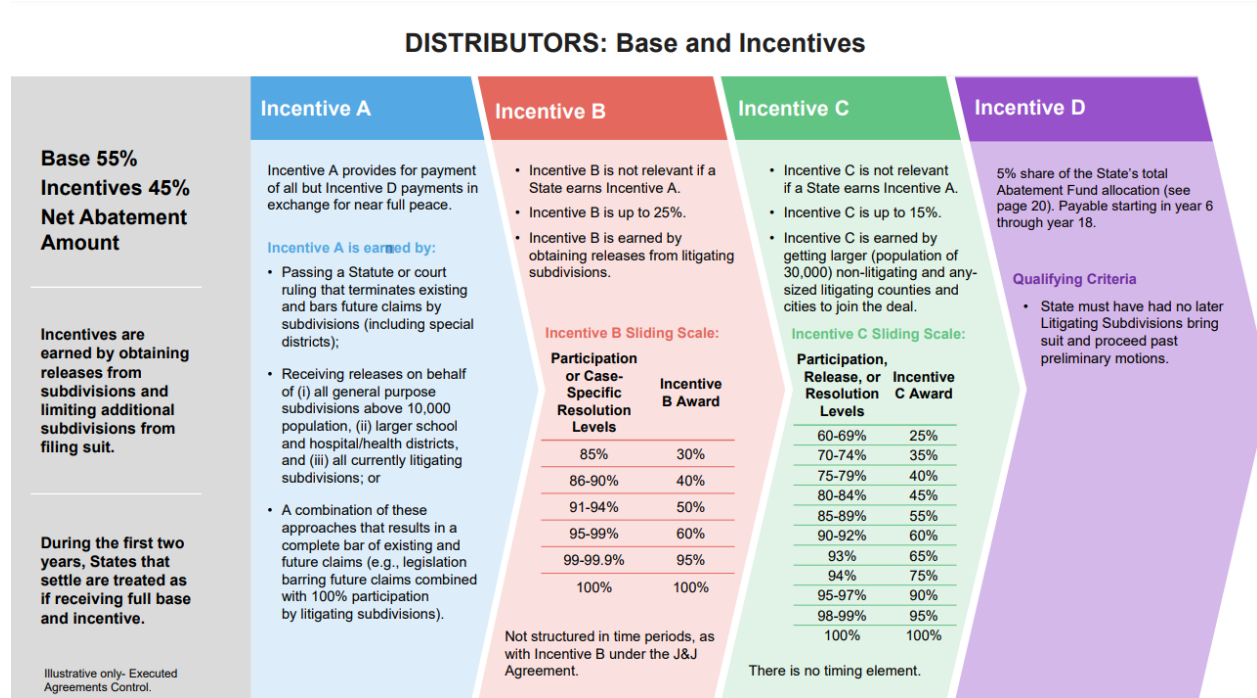 DISTRIBUTORS: Base and Incentives
Base 55%
Incentives 45%
Net Abatement
Amount
Incentives are
earned by obtaining
releases from
subdivisions and
limiting additional
subdivisions from
filing suit.
During the first two
years, States that
settle are treated as
if receiving full base
and incentive.
Illustrative only- Executed
Agreements Control.
Incentive A
Incentive A provides for payment
of all but Incentive D payments in
exchange for near full peace.
Incentive A is earned by:
• Passing a Statute or court
ruling that terminates existing
and bars future claims by
subdivisions (including special
districts);
• Receiving releases on behalf
of (i) all general purpose
subdivisions above 10,000
population, (ii) larger school
and hospital/health districts,
and (iii) all currently litigating
subdivisions; or
• A combination of these
approaches that results in a
complete bar of existing and
future claims (e.g., legislation
barring future claims combined
with 100% participation
by litigating subdivisions).
Incentive B
• Incentive B is not relevant if a
State earns Incentive A.
• Incentive B is up to 25%.
• Incentive B is earned by
obtaining releases from litigating
subdivisions.
Incentive B Sliding Scale:
Participation
or Case-
Specific
Resolution
Levels
Incentive
B Award
85% 30%
86-90% 40%
91-94% 50%
95-99% 60%
99-99.9% 95%
100% 100%
Not structured in time periods, as
with Incentive B under the J&J
Agreement.
Incentive C
• Incentive C is not relevant
if a State earns Incentive A.
• Incentive C is up to 15%.
• Incentive C is earned by
getting larger (population of
30,000) non-litigating and any-
sized litigating counties and
cities to join the deal.
Incentive C Sliding Scale:
Participation,
Release, or
Resolution
Levels
Incentive
C Award
60-69% 25%
70-74% 35%
75-79% 40%
80-84% 45%
85-89% 55%
90-92% 60%
93% 65%
94% 75%
95-97% 90%
98-99% 95%
100% 100%
There is no timing element.
Incentive D
5% share of the State's total
Abatement Fund allocation (see
page 20). Payable starting in year 6
through year 18.
Qualifying Criteria
• State must have had no later
Litigating Subdivisions bring
suit and proceed past
preliminary motions.